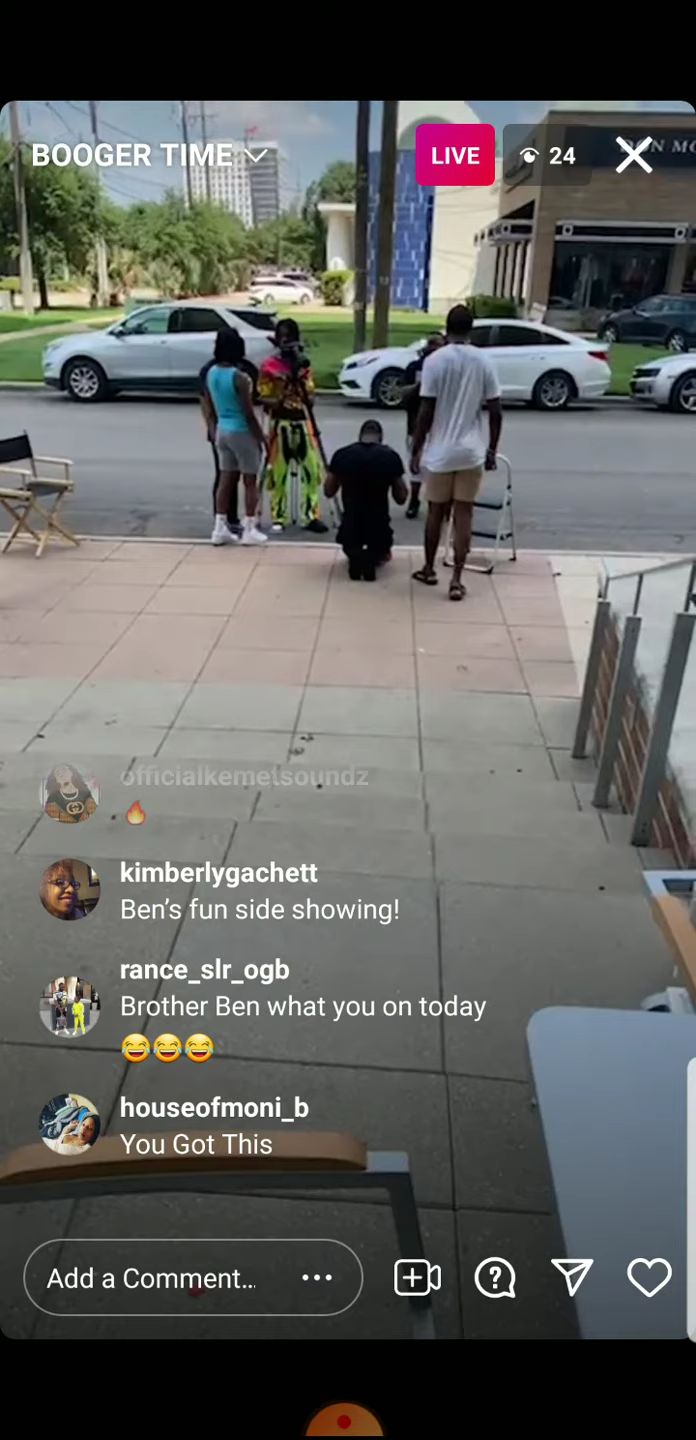 BOOGER TIME
LIVE
24
officialkemetsoundz
🔥
kimberlygachett
Ben's fun side showing!
rance_slr_ogb
Brother Ben what you on today
😂😂😂
houseofmoni_b
You Got This
Add a Comment...